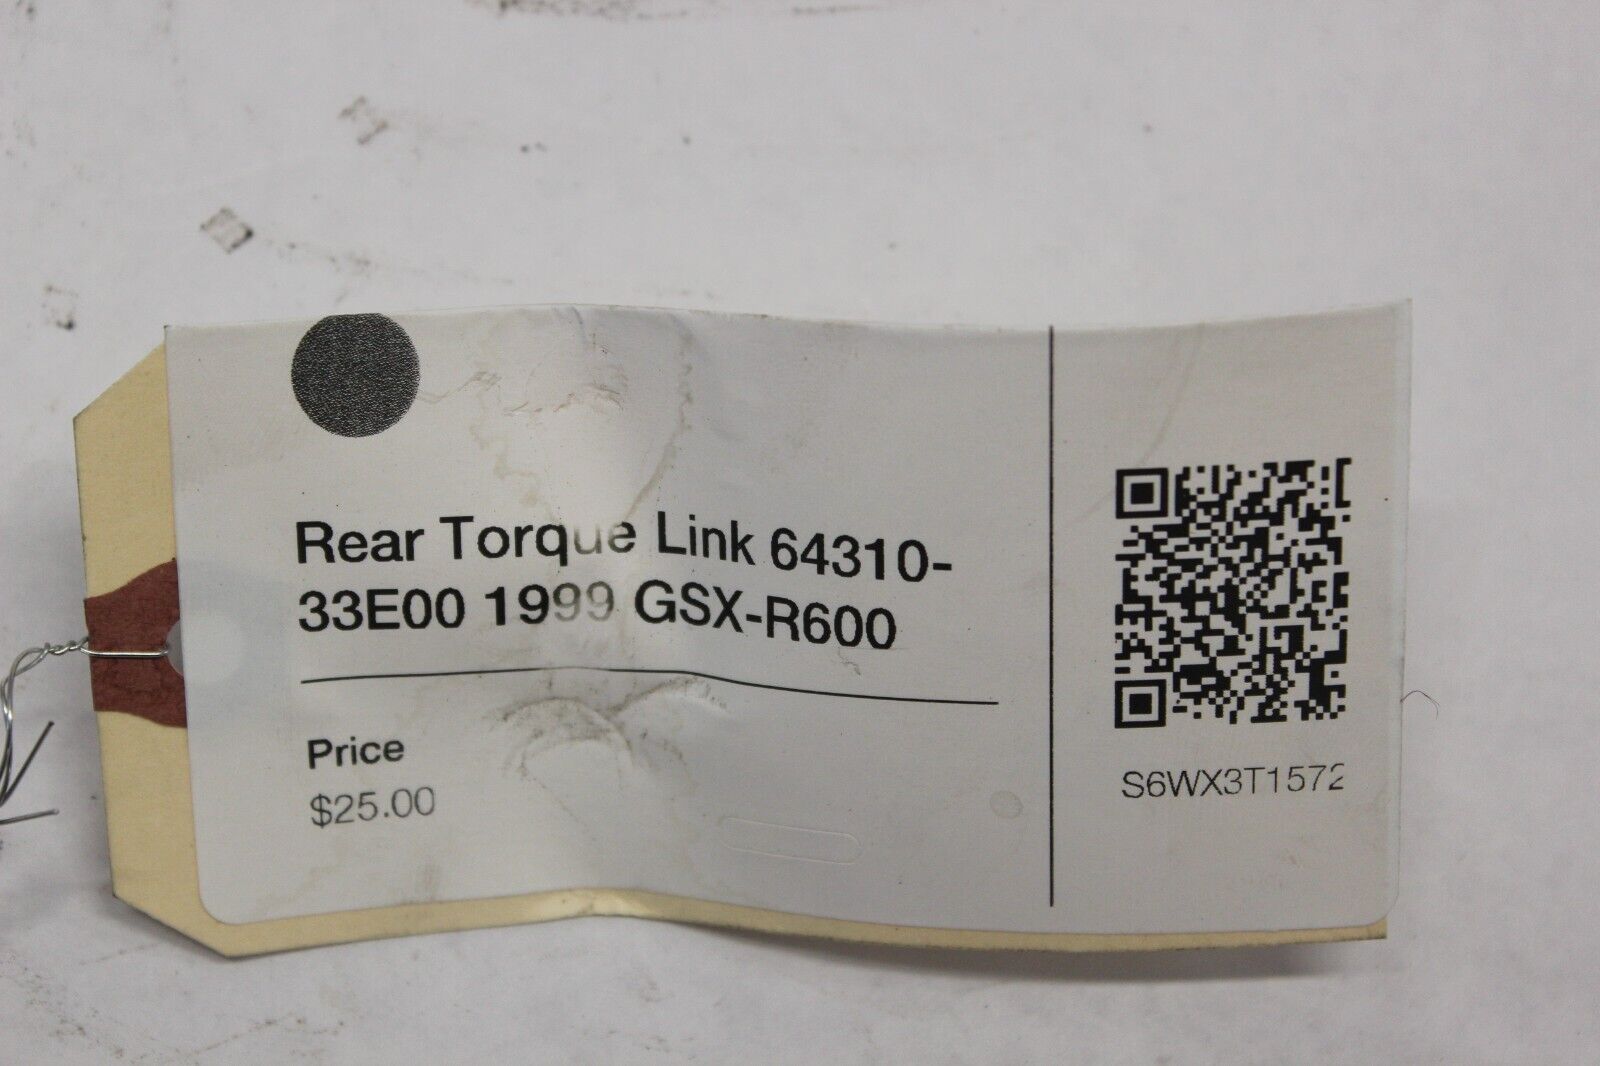 Rear Torque Link 64310-
33E00 1999 GSX-R600
Price
$25.00
S6WX3T1572